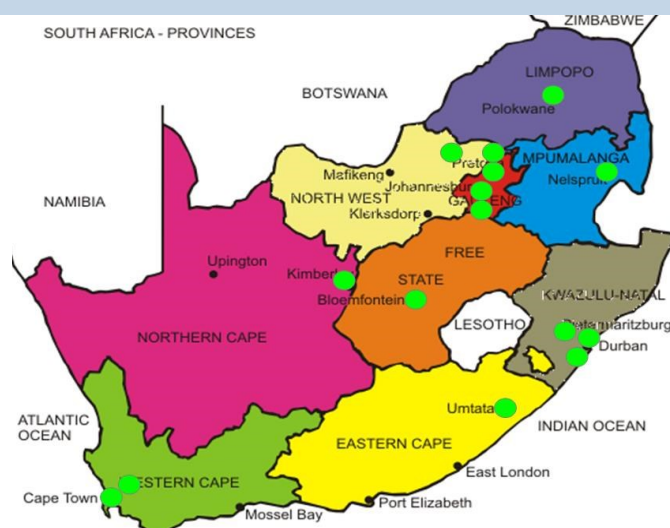 ZIMBABWE
SOUTH AFRICA - PROVINCES
LIMPOPO
BOTSWANA
Polokwane
MPUMALANGA
Mafikeng
Nelspruit
NORTH WEST
Johannesbur
NAMIBIA
Klerksdorp
FREE
Upington
STATE
Bloemfontein
LESOTHO
NORTHERN CAPE
Durban
ATLANTIC
OCEAN
Umtata
INDIAN OCEAN
EASTERN CAPE
East London
Cape Town
Port Elizabeth
Mossel Bay